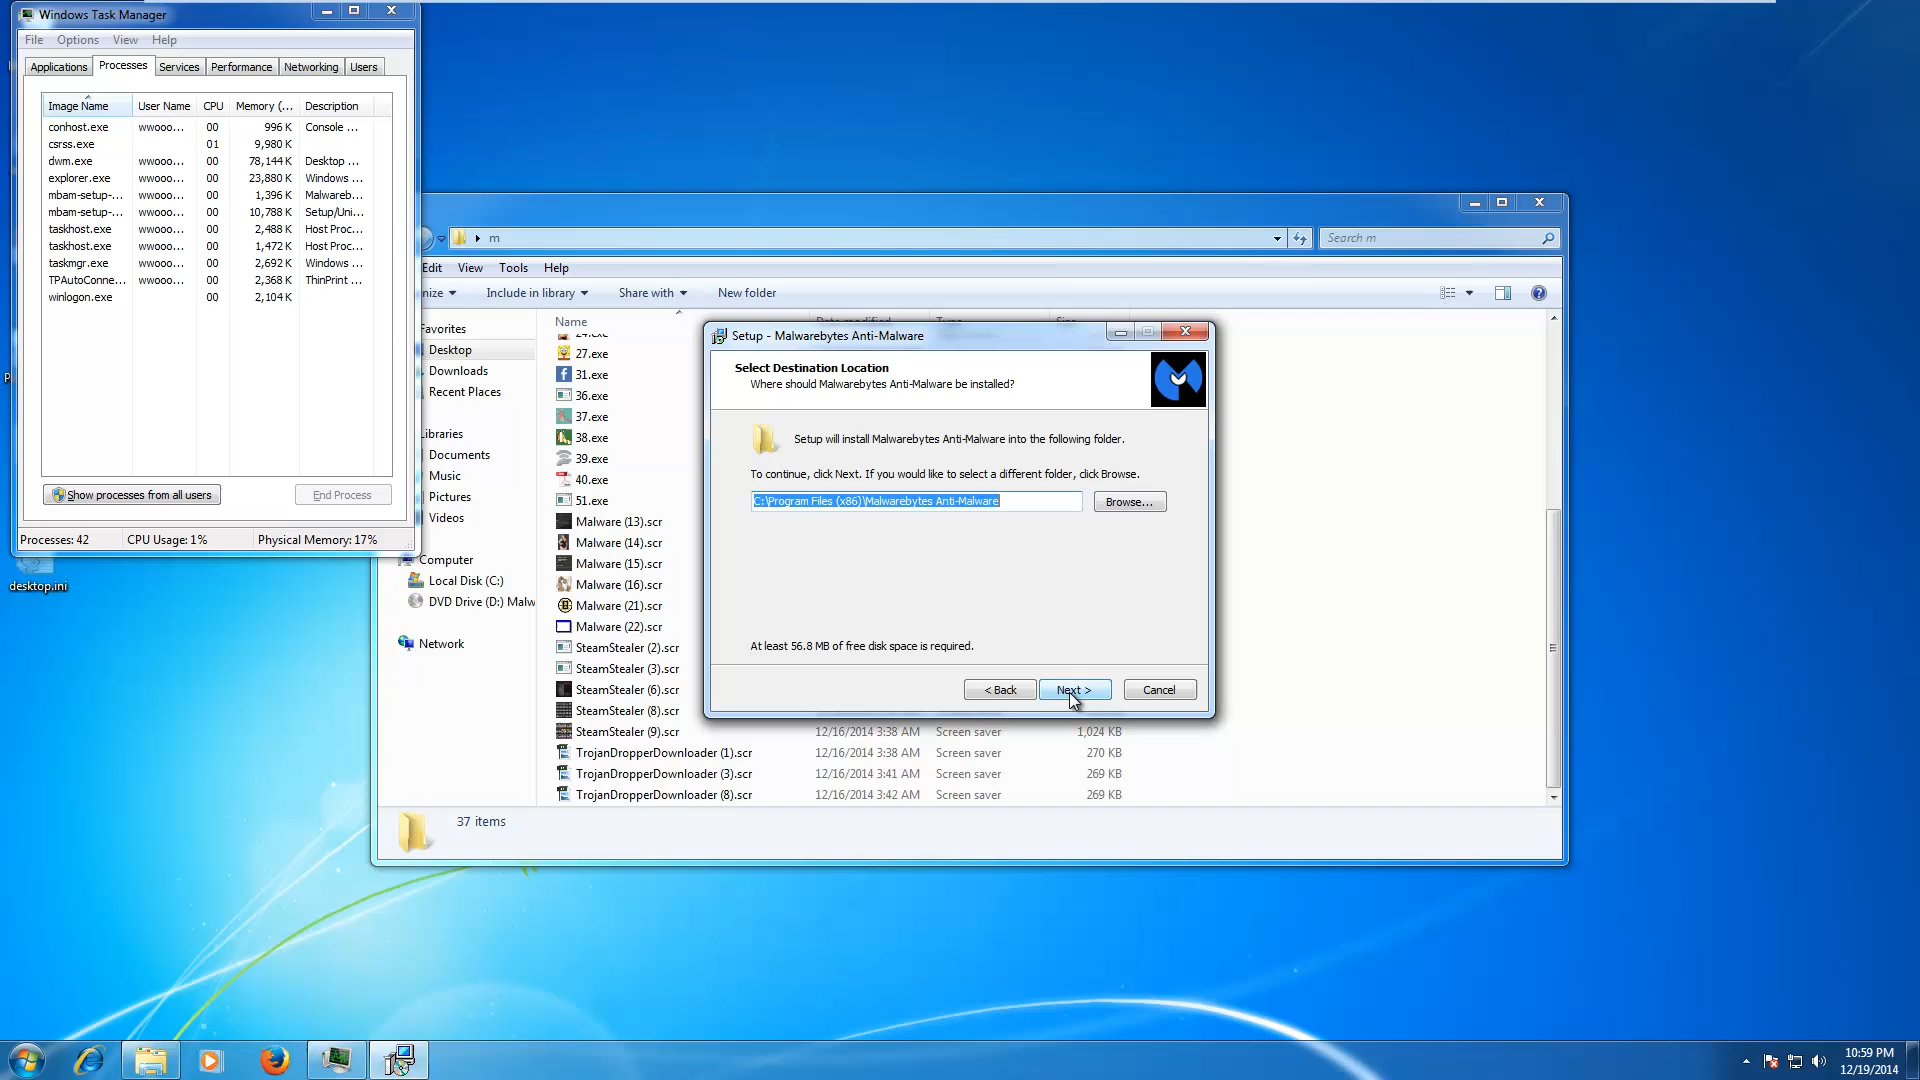 Windows Task Manager
File Options View Help
Applications Processes Services Performance Networking Users
Image Name User Name CPU Memory (... Description
conhost.exe wwooo... 00 996 K Console ...
csrss.exe 01 9,980 K
dwm.exe wwooo... 00 78,144 K Desktop ...
explorer.exe wwooo... 00 23,880 K Windows ...
mbam-setup-... wwooo... 00 1,396 K Malwareb...
mbam-setup-... wwooo... 00 10,788 K Setup/Uni...
taskhost.exe wwooo... 00 2,488 K Host Proc...
taskhost.exe wwooo... 00 1,472 K Host Proc...
taskmgr.exe wwooo... 00 2,692 K Windows ...
TPAutoConne... wwooo... 00 2,368 K ThinPrint ...
winlogon.exe 00 2,104 K
Show processes from all users End Process
Processes: 42 CPU Usage: 1% Physical Memory: 17%
desktop.ini
m
Search m
Edit View Tools Help
Include in library Share with New folder
Favorites
Desktop
Downloads
Recent Places
Libraries
Documents
Music
Pictures
Videos
Computer
Local Disk (C:)
DVD Drive (D:) Malw
Network
Name Date modified Type Size
24.exe
27.exe
31.exe
36.exe
37.exe
38.exe
39.exe
40.exe
51.exe
Malware (13).scr
Malware (14).scr
Malware (15).scr
Malware (16).scr
Malware (21).scr
Malware (22).scr
SteamStealer (2).scr
SteamStealer (3).scr
SteamStealer (6).scr
SteamStealer (8).scr
SteamStealer (9).scr 12/16/2014 3:38 AM Screen saver 1,024 KB
TrojanDropperDownloader (1).scr 12/16/2014 3:38 AM Screen saver 270 KB
TrojanDropperDownloader (3).scr 12/16/2014 3:41 AM Screen saver 269 KB
TrojanDropperDownloader (8).scr 12/16/2014 3:42 AM Screen saver 269 KB
37 items
Setup - Malwarebytes Anti-Malware
Select Destination Location
Where should Malwarebytes Anti-Malware be installed?
Setup will install Malwarebytes Anti-Malware into the following folder.
To continue, click Next. If you would like to select a different folder, click Browse.
C:\Program Files (x86)\Malwarebytes Anti-Malware Browse...
At least 56.8 MB of free disk space is required.
< Back Next > Cancel
10:59 PM
12/19/2014